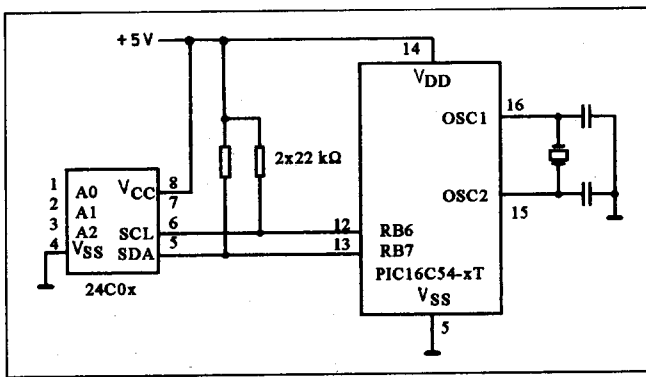 +5V
14
VDD
16
OSC1
2x22 kΩ
1 A0 VCC 8
2 A1 7
3 A2 SCL 6
4 VSS SDA 5
24C0x
12 RB6
13 RB7
OSC2
15
PIC16C54-xT
VSS
5